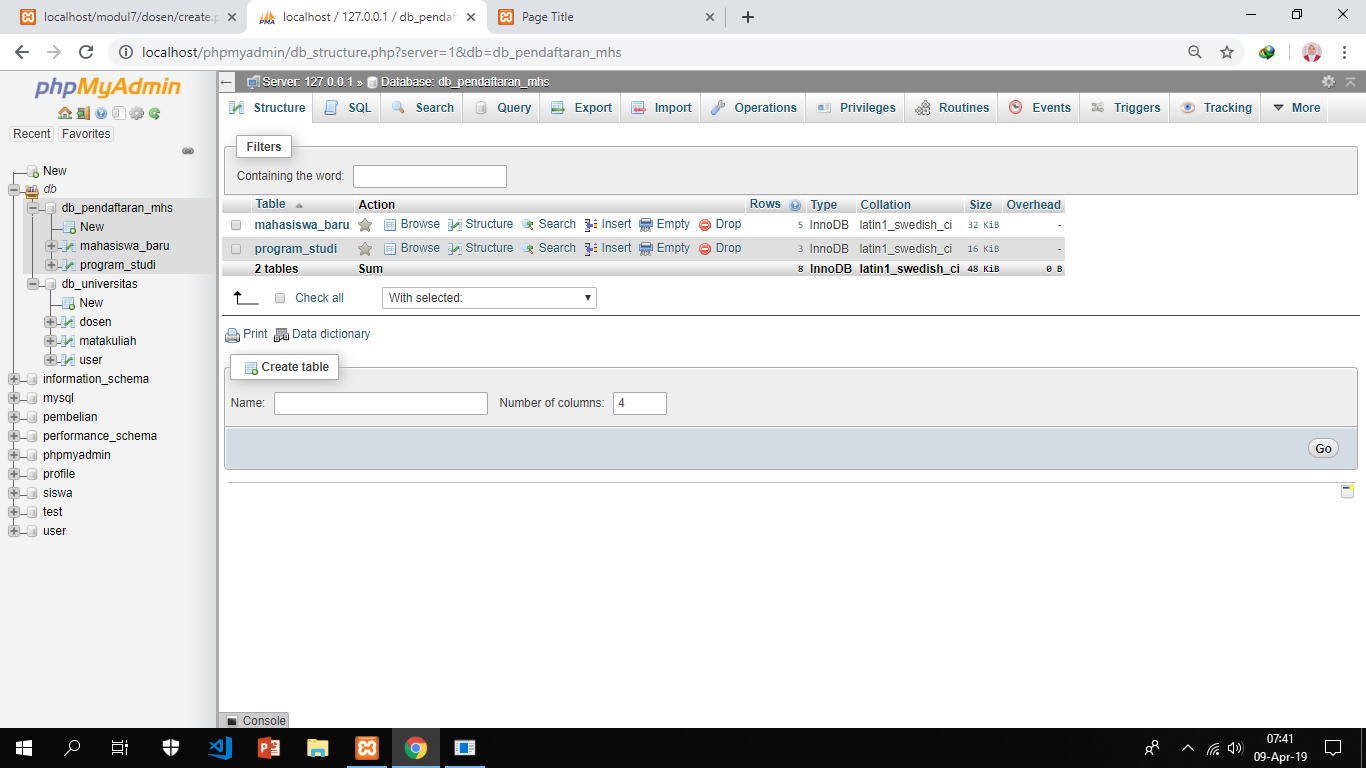 localhost/modul7/dosen/create.p
localhost / 127.0.0.1 / db_pendaft
Page Title
localhost/phpmyadmin/db_structure.php?server=1&db=db_pendaftaran_mhs
phpMyAdmin
Recent Favorites
New
db
db_pendaftaran_mhs
New
mahasiswa_baru
program_studi
db_universitas
New
dosen
matakuliah
user
information_schema
mysql
pembelian
performance_schema
phpmyadmin
profile
siswa
test
user
Server: 127.0.0.1 » Database: db_pendaftaran_mhs
Structure SQL Search Query Export Import Operations Privileges Routines Events Triggers Tracking More
Filters
Containing the word:
Table Action Rows Type Collation Size Overhead
mahasiswa_baru Browse Structure Search Insert Empty Drop 5 InnoDB latin1_swedish_ci 32 KiB -
program_studi Browse Structure Search Insert Empty Drop 3 InnoDB latin1_swedish_ci 16 KiB -
2 tables Sum 8 InnoDB latin1_swedish_ci 48 KiB 0 B
Check all With selected:
Print Data dictionary
Create table
Name: Number of columns: 4
Go
Console
07:41
09-Apr-19